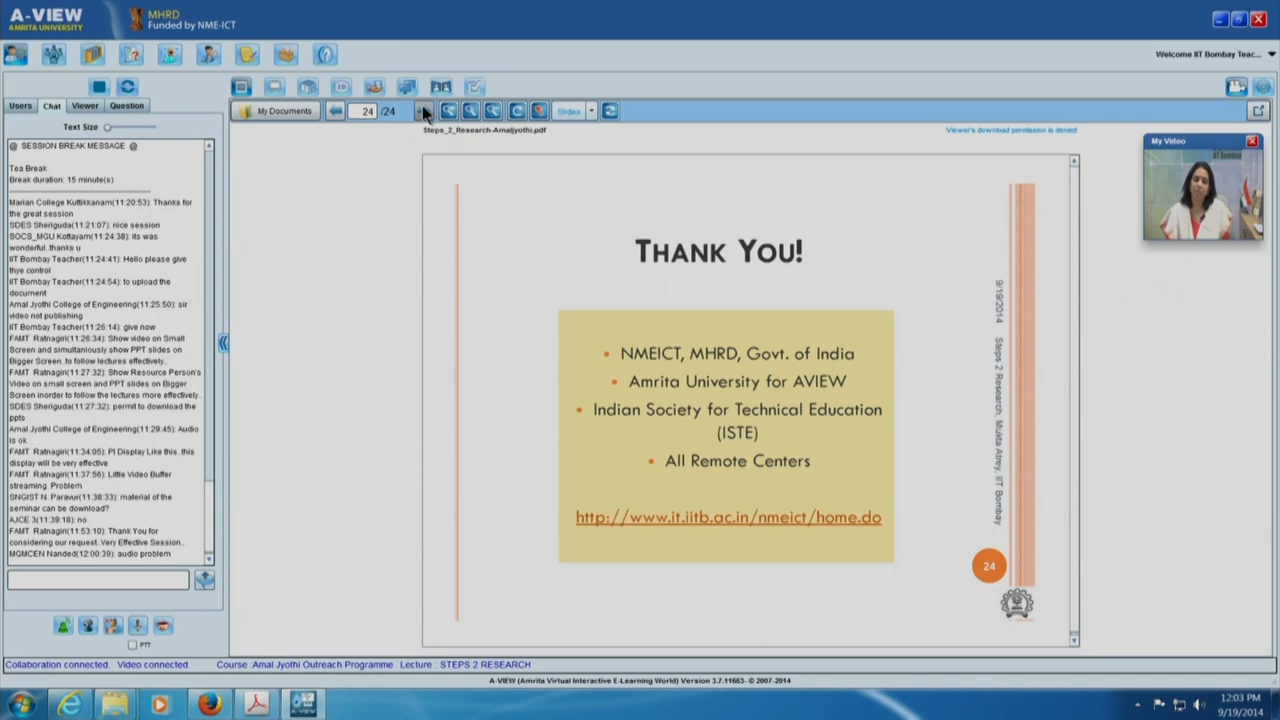 A-VIEW
AMRITA UNIVERSITY
MHRD
Funded by NME-ICT
Welcome IIT Bombay Teac...
Users Chat Viewer Question
My Documents 24 /24 Slides
Text Size
Steps_2_Research-Amaljyothi.pdf
Viewer's download permission is denied
@ SESSION BREAK MESSAGE @
Tea Break
Break duration: 15 minute(s)
Marian College Kuttikkanam(11:20:53): Thanks for
the great session
SDES Sheriguda(11:21:07): nice session
SOCS_MGU Kottayam(11:24:38): its was
wonderful..thanks u
IIT Bombay Teacher(11:24:41): Hello please give
thye control
IIT Bombay Teacher(11:24:54): to upload the
document
Amal Jyothi College of Engineering(11:25:50): sir
video not publishing
IIT Bombay Teacher(11:26:14): give now
FAMT Ratnagiri(11:26:34): Show video on Small
Screen and simultaniously show PPT slides on
Bigger Screen..to follow lectures effectively..
FAMT Ratnagiri(11:27:32): Show Resource Person's
Video on small screen and PPT slides on Bigger
Screen inorder to follow the lectures more effectively..
SDES Sheriguda(11:27:32): permit to download the
ppts
Amal Jyothi College of Engineering(11:29:45): Audio
is ok
FAMT Ratnagiri(11:34:05): Pl Display Like this..this
display will be very effective
FAMT Ratnagiri(11:37:56): Little Video Buffer
streaming Problem
SNGIST N. Paravur(11:38:33): material of the
seminar can be download?
AJCE 3(11:39:18): no
FAMT Ratnagiri(11:53:10): Thank You for
considering our request..Very Effective Session..
MGMCEN Nanded(12:00:39): audio problem
PTT
THANK YOU!
• NMEICT, MHRD, Govt. of India
• Amrita University for AVIEW
• Indian Society for Technical Education
(ISTE)
• All Remote Centers
http://www.it.iitb.ac.in/nmeict/home.do
9/19/2014 Steps 2 Research, Mukta Atrey, IIT Bombay
24
My Video
IIT Bombay
Collaboration connected Video connected Course : Amal Jyothi Outreach Programme Lecture : STEPS 2 RESEARCH
A-VIEW (Amrita Virtual Interactive E-Learning World) Version 3.7.11663- © 2007-2014
12:03 PM
9/19/2014